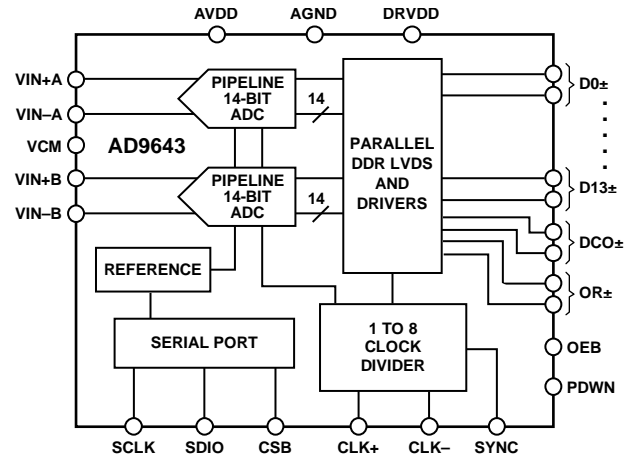 AVDD AGND DRVDD
VIN+A
VIN–A
VCM
VIN+B
VIN–B
AD9643
PIPELINE
14-BIT
ADC
14
PIPELINE
14-BIT
ADC
14
PARALLEL
DDR LVDS
AND
DRIVERS
D0±
D13±
DCO±
OR±
OEB
PDWN
REFERENCE
SERIAL PORT
1 TO 8
CLOCK
DIVIDER
SCLK SDIO CSB CLK+ CLK– SYNC